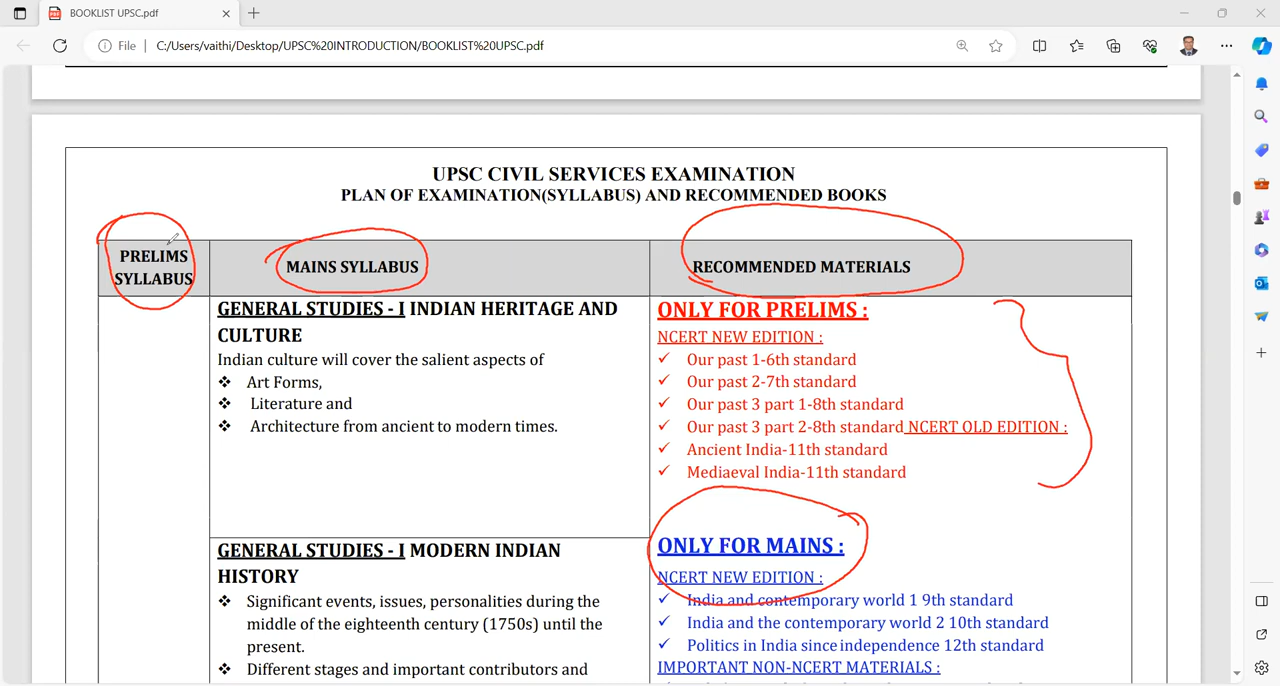 BOOKLIST UPSC.pdf
File
C:/Users/vaithi/Desktop/UPSC%20INTRODUCTION/BOOKLIST%20UPSC.pdf
UPSC CIVIL SERVICES EXAMINATION
PLAN OF EXAMINATION(SYLLABUS) AND RECOMMENDED BOOKS
PRELIMS
SYLLABUS
MAINS SYLLABUS
RECOMMENDED MATERIALS
GENERAL STUDIES - I INDIAN HERITAGE AND
CULTURE
Indian culture will cover the salient aspects of
❖ Art Forms,
❖ Literature and
❖ Architecture from ancient to modern times.
ONLY FOR PRELIMS :
NCERT NEW EDITION :
✓ Our past 1-6th standard
✓ Our past 2-7th standard
✓ Our past 3 part 1-8th standard
✓ Our past 3 part 2-8th standard NCERT OLD EDITION :
✓ Ancient India-11th standard
✓ Mediaeval India-11th standard
GENERAL STUDIES - I MODERN INDIAN
HISTORY
❖ Significant events, issues, personalities during the
middle of the eighteenth century (1750s) until the
present.
❖ Different stages and important contributors and
ONLY FOR MAINS :
NCERT NEW EDITION :
✓ India and contemporary world 1 9th standard
✓ India and the contemporary world 2 10th standard
✓ Politics in India since independence 12th standard
IMPORTANT NON-NCERT MATERIALS :